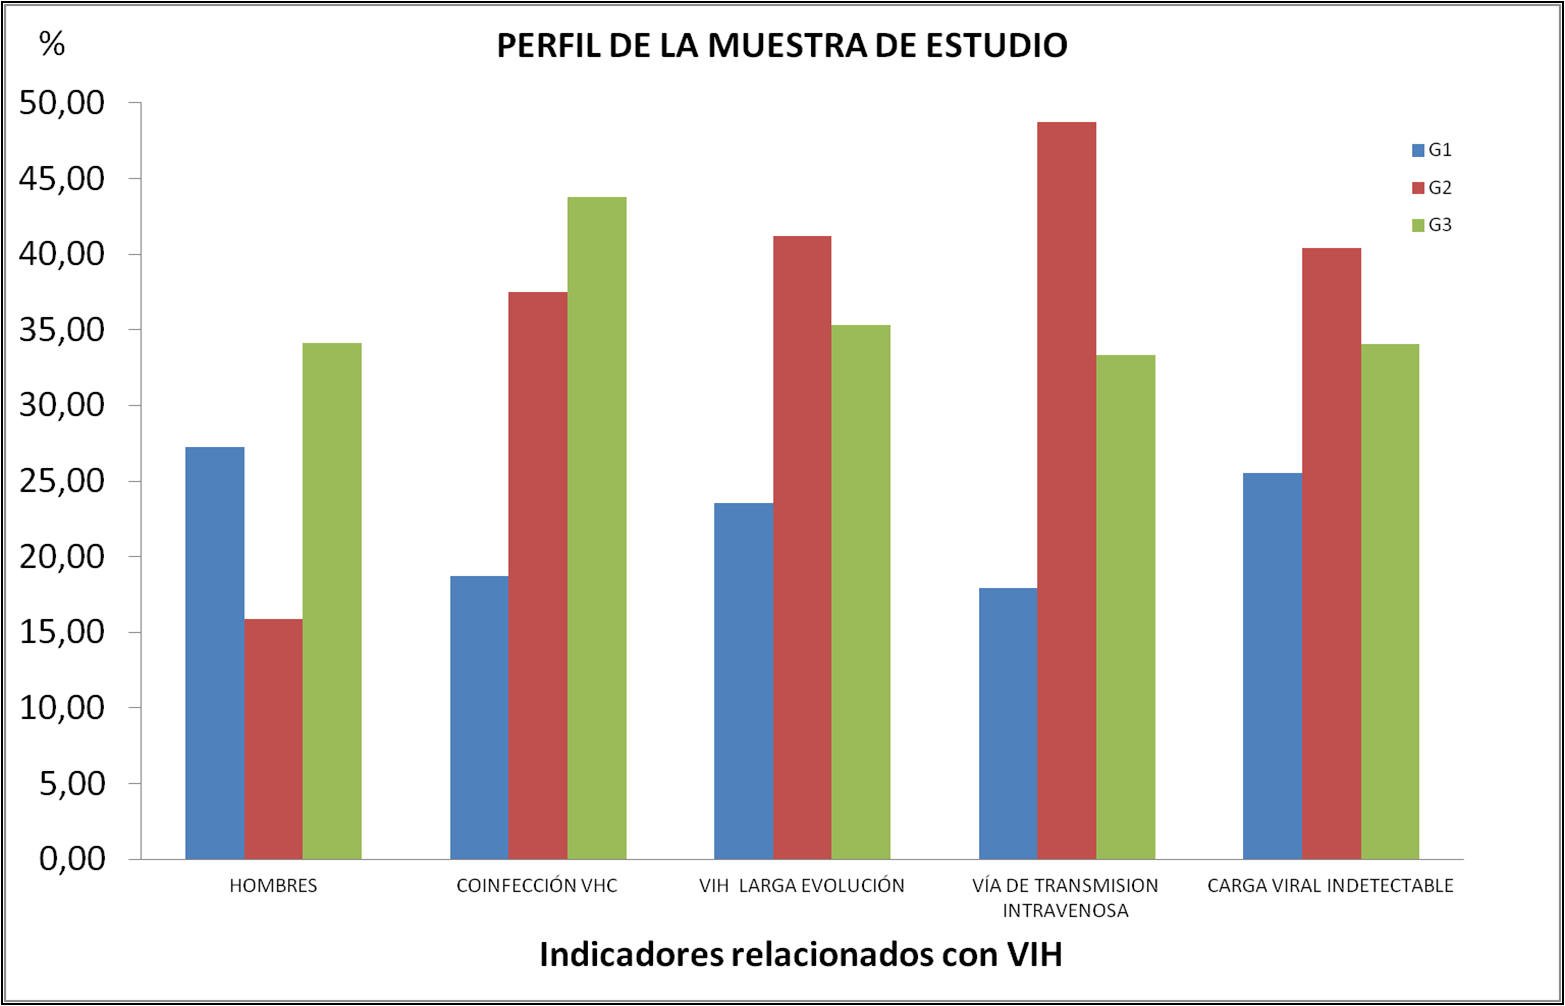 %
PERFIL DE LA MUESTRA DE ESTUDIO
50,00
45,00
40,00
35,00
30,00
25,00
20,00
15,00
10,00
5,00
0,00
G1
G2
G3
HOMBRES
COINFECCIÓN VHC
VIH LARGA EVOLUCIÓN
VÍA DE TRANSMISION
INTRAVENOSA
CARGA VIRAL INDETECTABLE
Indicadores relacionados con VIH